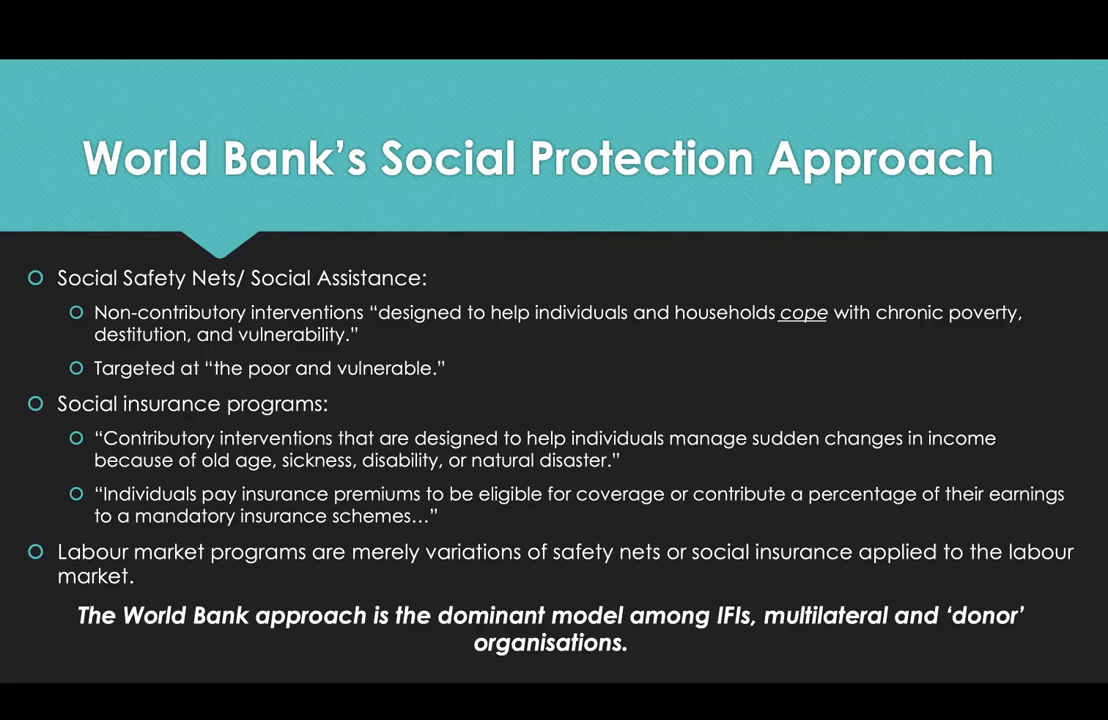 World Bank’s Social Protection Approach
Social Safety Nets/ Social Assistance:
Non-contributory interventions “designed to help individuals and households cope with chronic poverty,
destitution, and vulnerability.”
Targeted at “the poor and vulnerable.”
Social insurance programs:
“Contributory interventions that are designed to help individuals manage sudden changes in income
because of old age, sickness, disability, or natural disaster.”
“Individuals pay insurance premiums to be eligible for coverage or contribute a percentage of their earnings
to a mandatory insurance schemes…”
Labour market programs are merely variations of safety nets or social insurance applied to the labour
market.
The World Bank approach is the dominant model among IFIs, multilateral and ‘donor’
organisations.